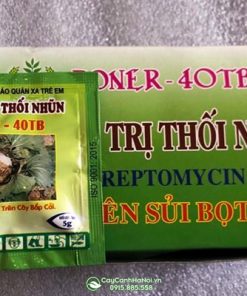 ONER - 40TB
ẢO QUẢN XA TRẺ EM
THỐI NHŨN
- 40TB
TRỊ THỐI N
REPTOMYCIN
ÊN SỦI BỌT
ISO 9001:2015
Trên Cây Bắp Cải
5g
CayCanhHaNoi.vn
0915.885.558